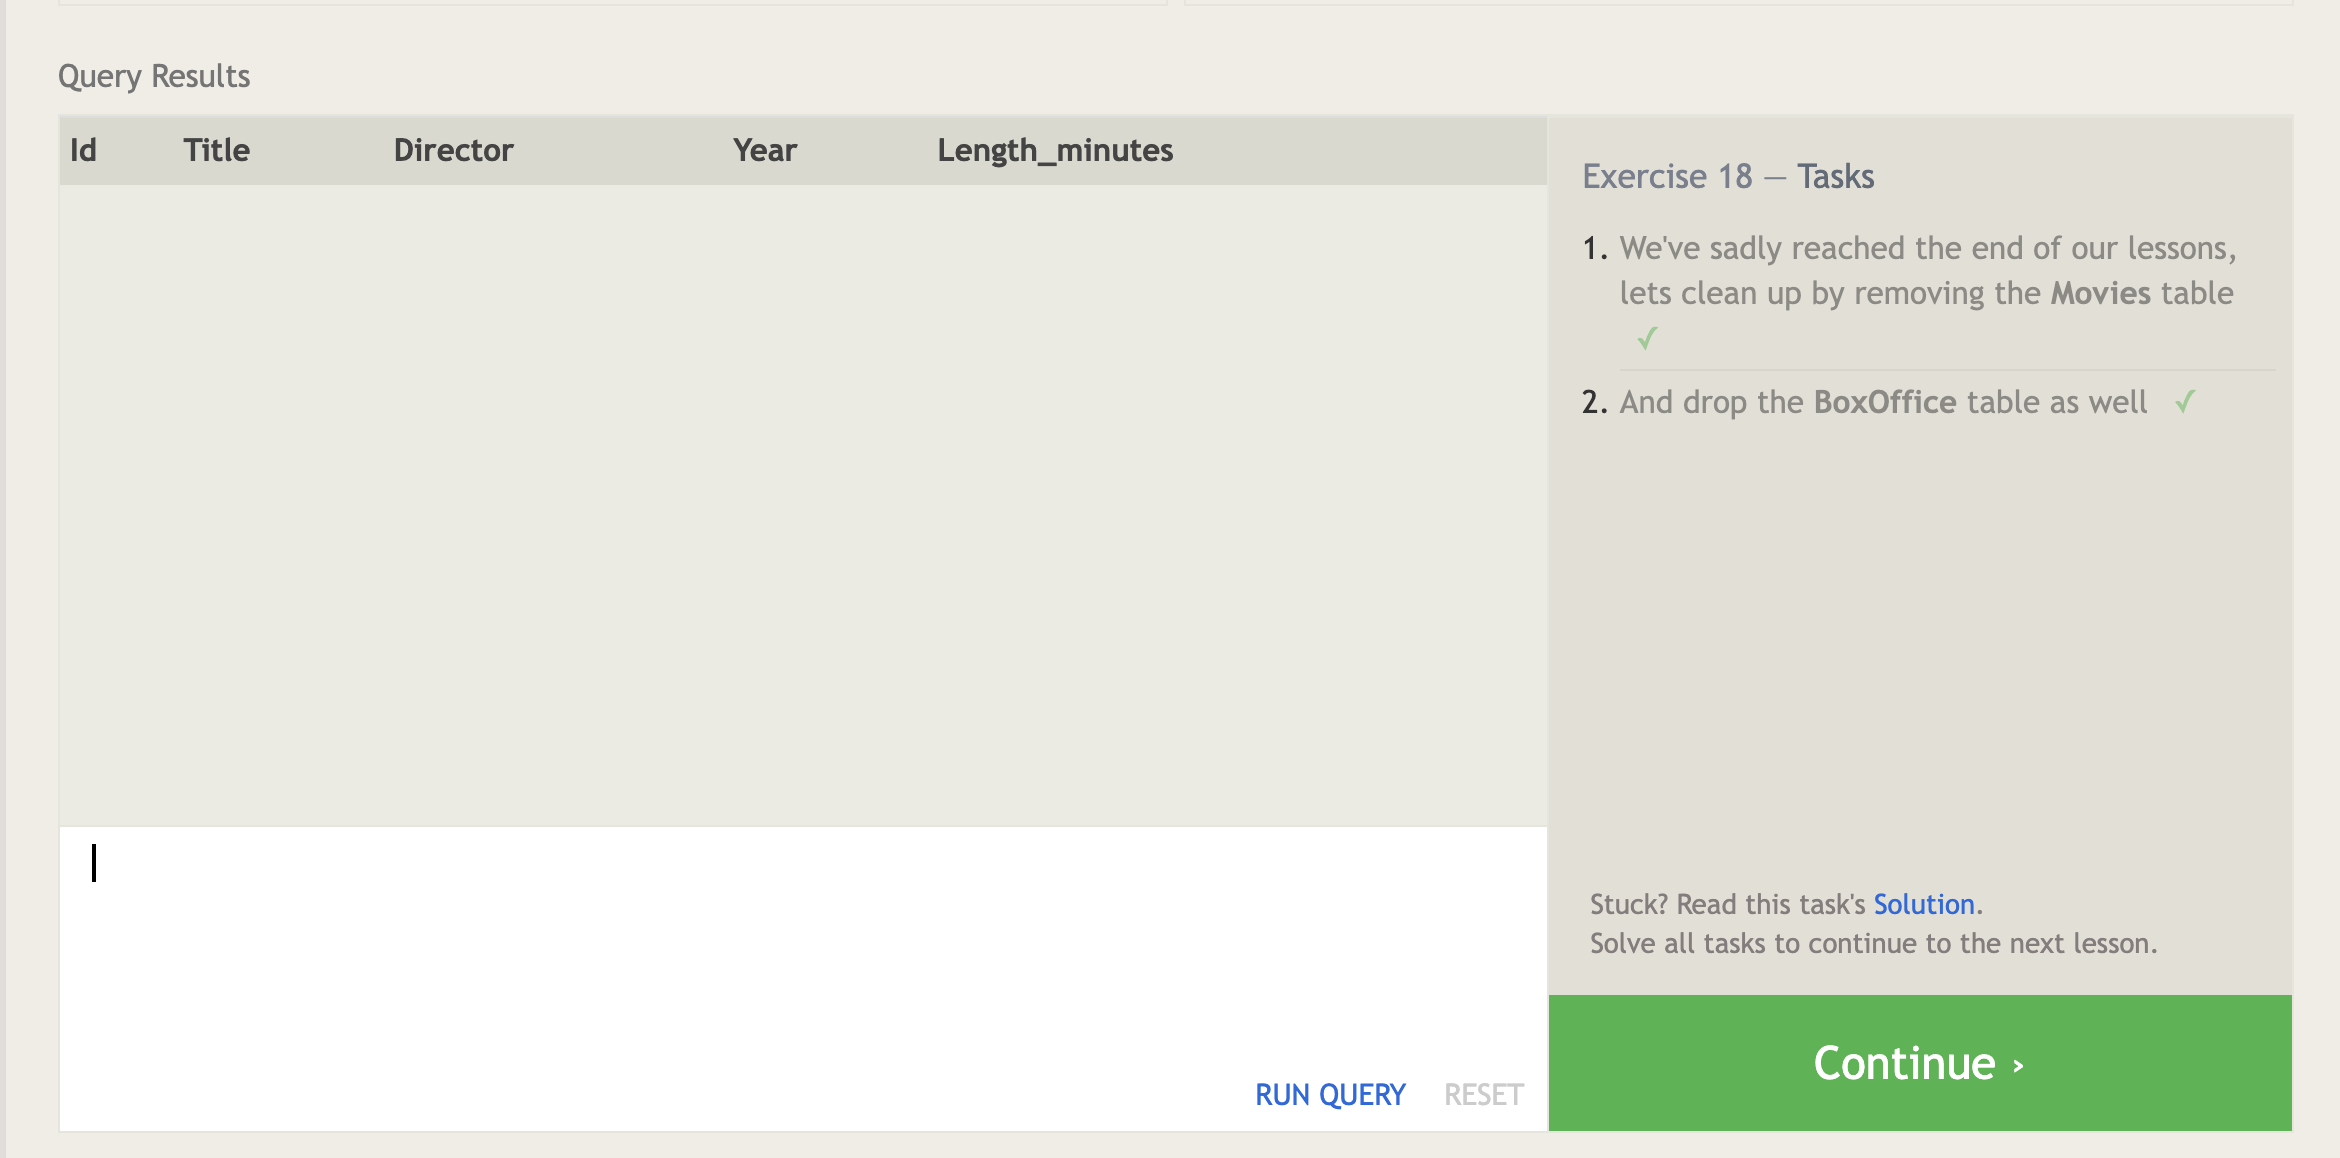 Query Results
Id Title Director Year Length_minutes
Exercise 18 — Tasks
1. We've sadly reached the end of our lessons,
lets clean up by removing the Movies table
✓
2. And drop the BoxOffice table as well ✓
Stuck? Read this task's Solution.
Solve all tasks to continue to the next lesson.
RUN QUERY RESET
Continue ›